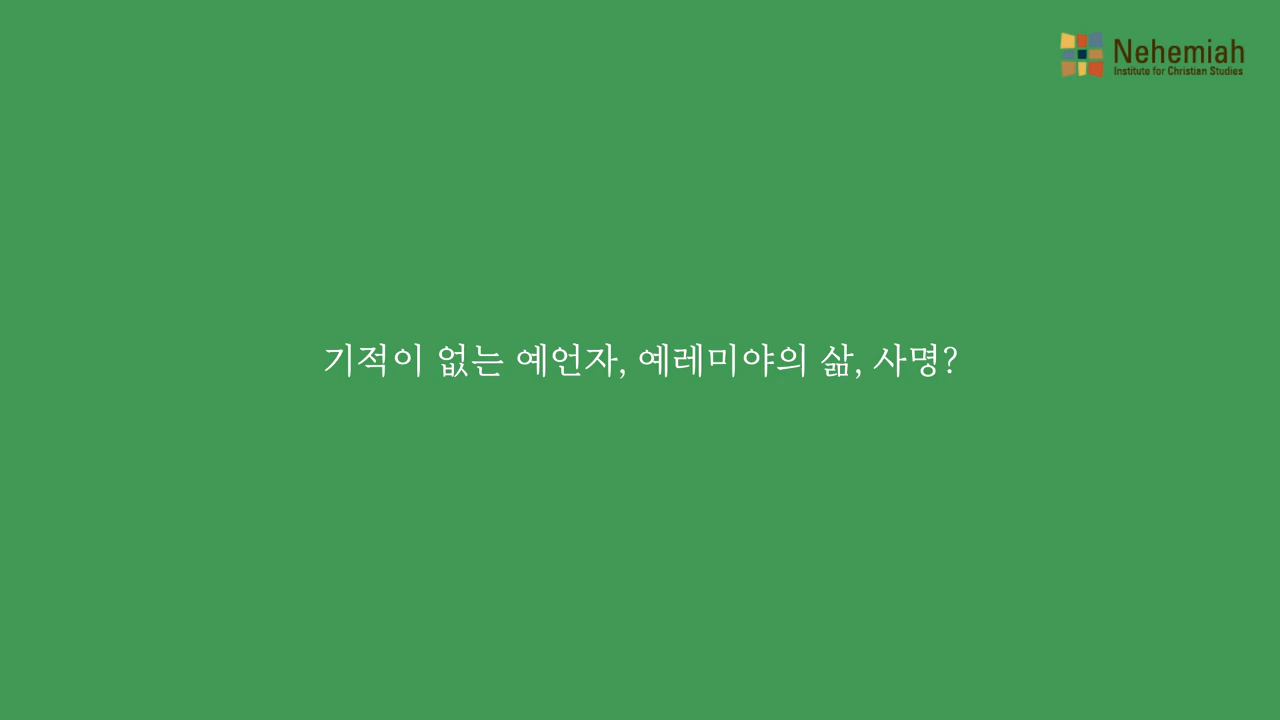 Nehemiah
Institute for Christian Studies
기적이 없는 예언자, 예레미야의 삶, 사명?